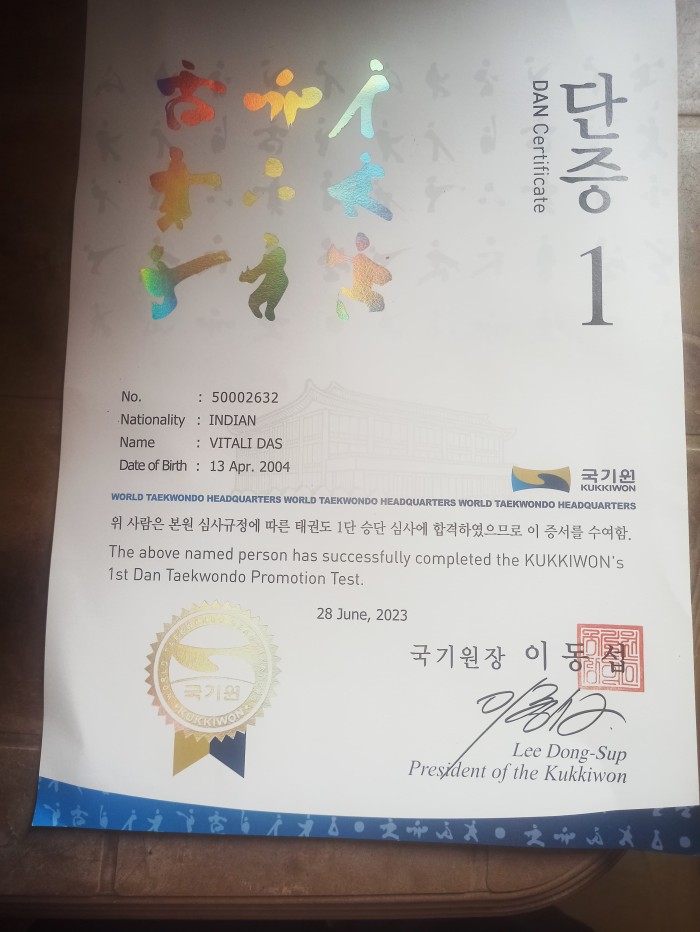 단증
DAN Certificate
1
No. : 50002632
Nationality : INDIAN
Name : VITALI DAS
Date of Birth : 13 Apr. 2004
국기원
KUKKIWON
WORLD TAEKWONDO HEADQUARTERS WORLD TAEKWONDO HEADQUARTERS WORLD TAEKWONDO HEADQUARTERS
위 사람은 본원 심사규정에 따른 태권도 1단 승단 심사에 합격하였으므로 이 증서를 수여함.
The above named person has successfully completed the KUKKIWON's
1st Dan Taekwondo Promotion Test.
28 June, 2023
국기원
KUKKIWON
국기원장 이동섭
Lee Dong-Sup
President of the Kukkiwon